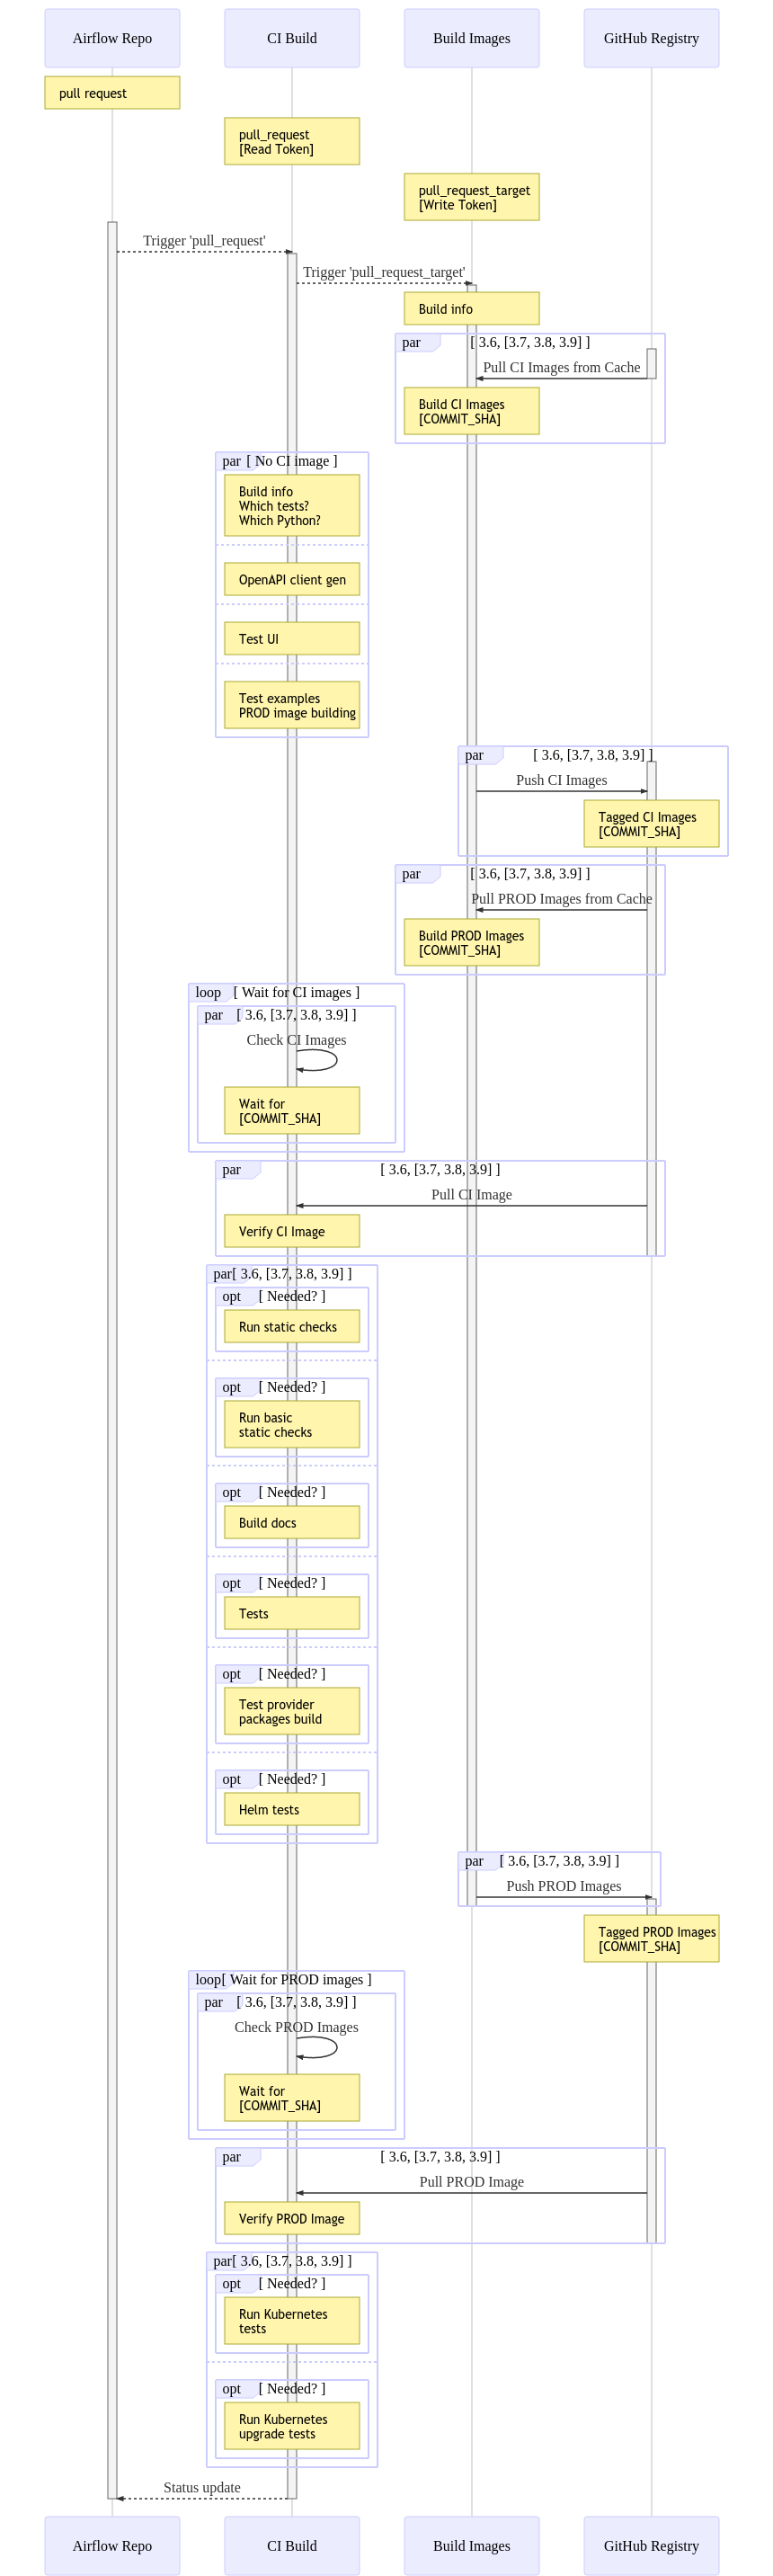 Airflow Repo
CI Build
Build Images
GitHub Registry
pull request
pull_request
[Read Token]
pull_request_target
[Write Token]
Trigger 'pull_request'
Trigger 'pull_request_target'
Build info
par
[ 3.6, [3.7, 3.8, 3.9] ]
Pull CI Images from Cache
Build CI Images
[COMMIT_SHA]
par
[ No CI image ]
Build info
Which tests?
Which Python?
OpenAPI client gen
Test UI
Test examples
PROD image building
par
[ 3.6, [3.7, 3.8, 3.9] ]
Push CI Images
Tagged CI Images
[COMMIT_SHA]
par
[ 3.6, [3.7, 3.8, 3.9] ]
Pull PROD Images from Cache
Build PROD Images
[COMMIT_SHA]
loop
[ Wait for CI images ]
par
[ 3.6, [3.7, 3.8, 3.9] ]
Check CI Images
Wait for
[COMMIT_SHA]
par
[ 3.6, [3.7, 3.8, 3.9] ]
Pull CI Image
Verify CI Image
par
[ 3.6, [3.7, 3.8, 3.9] ]
opt
[ Needed? ]
Run static checks
opt
[ Needed? ]
Run basic
static checks
opt
[ Needed? ]
Build docs
opt
[ Needed? ]
Tests
opt
[ Needed? ]
Test provider
packages build
opt
[ Needed? ]
Helm tests
par
[ 3.6, [3.7, 3.8, 3.9] ]
Push PROD Images
Tagged PROD Images
[COMMIT_SHA]
loop
[ Wait for PROD images ]
par
[ 3.6, [3.7, 3.8, 3.9] ]
Check PROD Images
Wait for
[COMMIT_SHA]
par
[ 3.6, [3.7, 3.8, 3.9] ]
Pull PROD Image
Verify PROD Image
par
[ 3.6, [3.7, 3.8, 3.9] ]
opt
[ Needed? ]
Run Kubernetes
tests
opt
[ Needed? ]
Run Kubernetes
upgrade tests
Status update
Airflow Repo
CI Build
Build Images
GitHub Registry